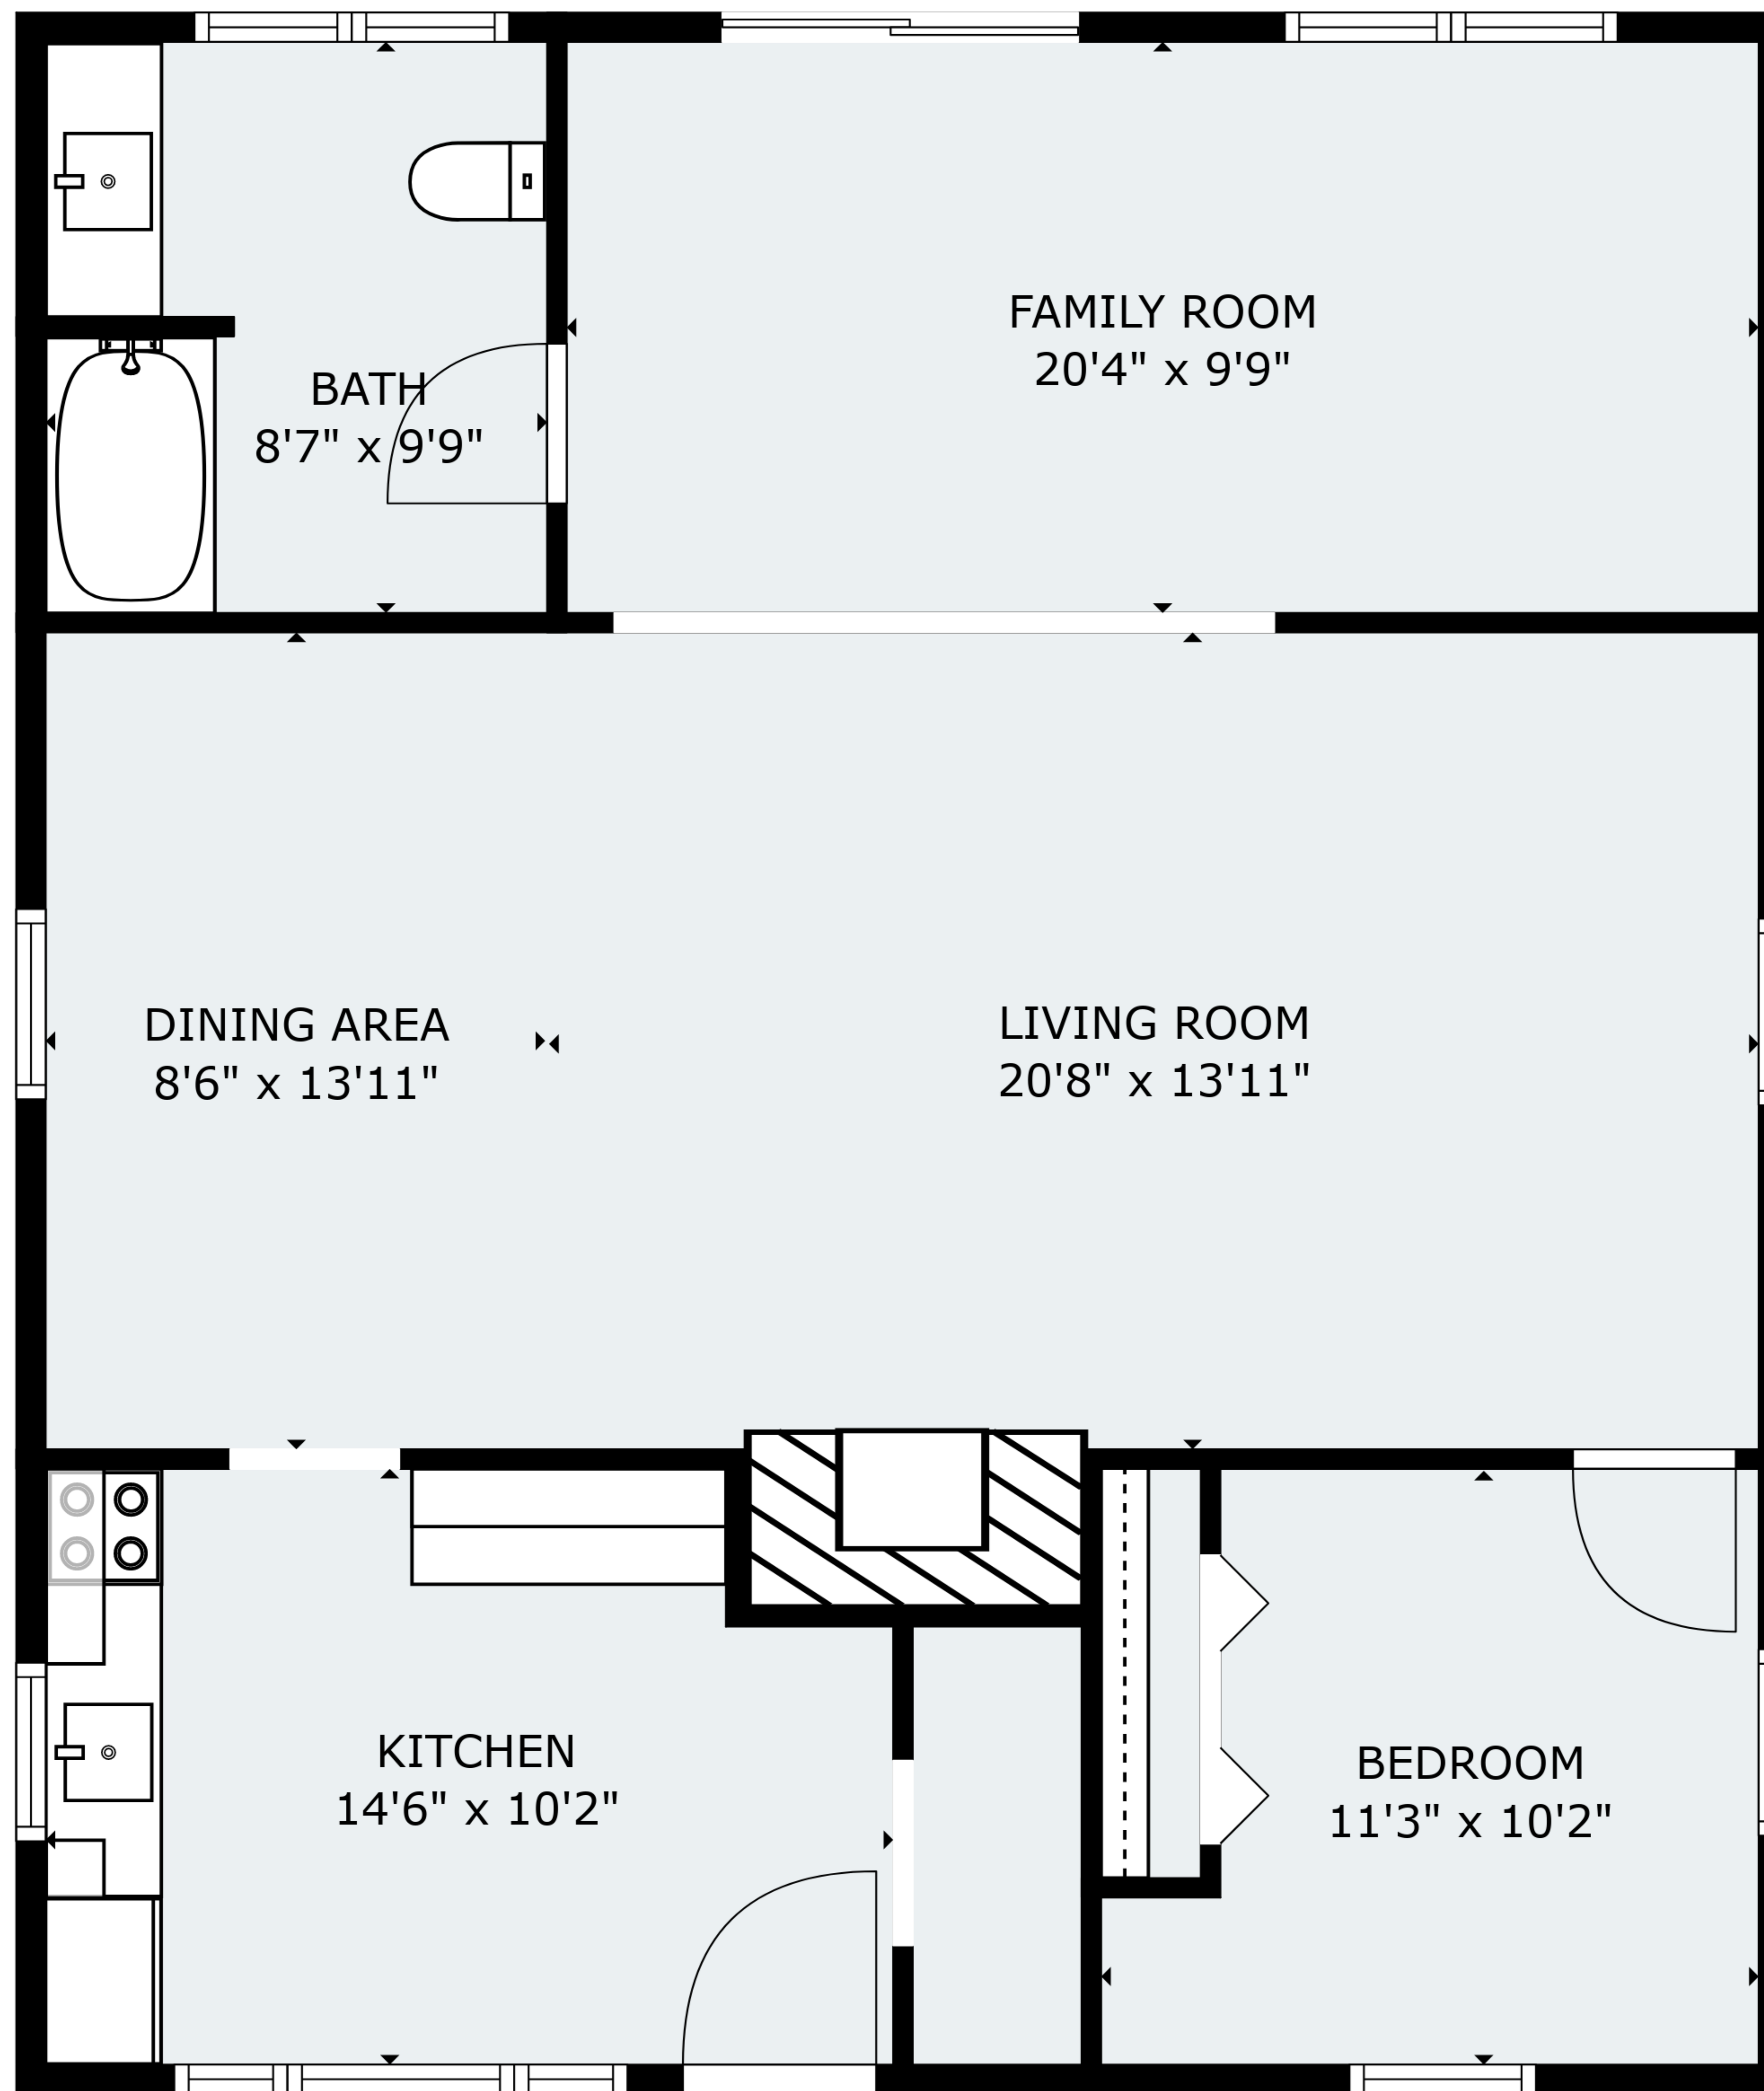 FAMILY ROOM
20'4" x 9'9"
BATH
8'7" x 9'9"
DINING AREA
8'6" x 13'11"
LIVING ROOM
20'8" x 13'11"
KITCHEN
14'6" x 10'2"
BEDROOM
11'3" x 10'2"